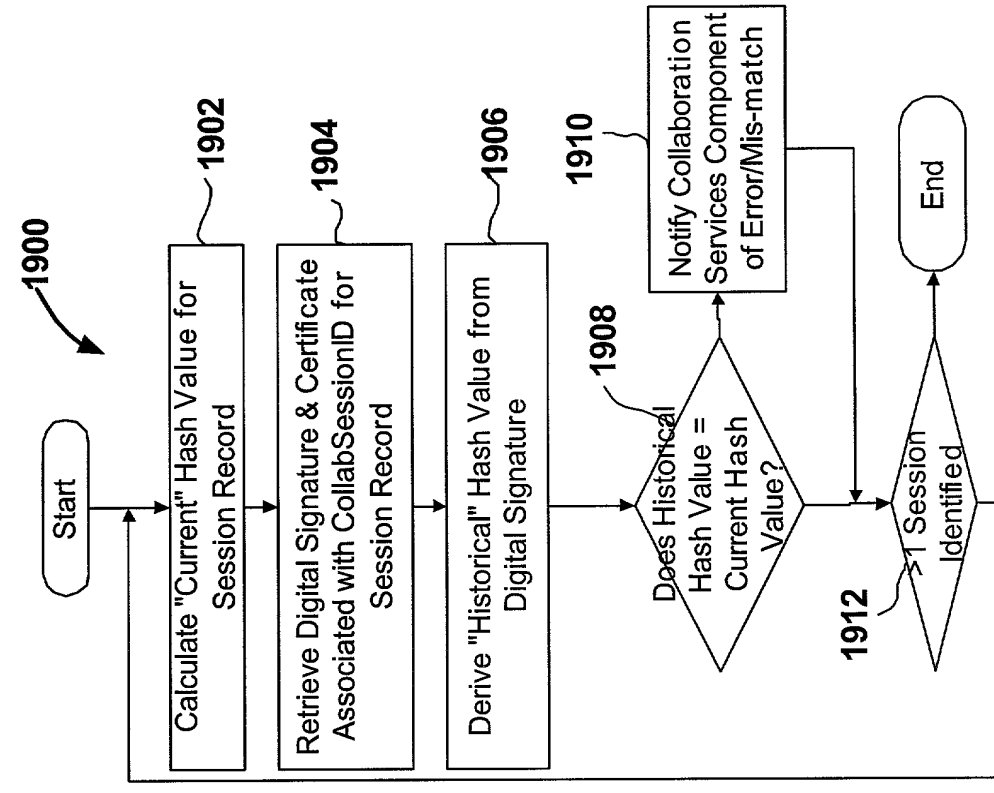 1900
Start
Calculate "Current" Hash Value for
Session Record
1902
Retrieve Digital Signature & Certificate
Associated with CollabSessionID for
Session Record
1904
Derive "Historical" Hash Value from
Digital Signature
1906
Does Historical
Hash Value =
Current Hash
Value?
1908
Notify Collaboration
Services Component
of Error/Mis-match
1910
>1 Session
Identified
1912
End